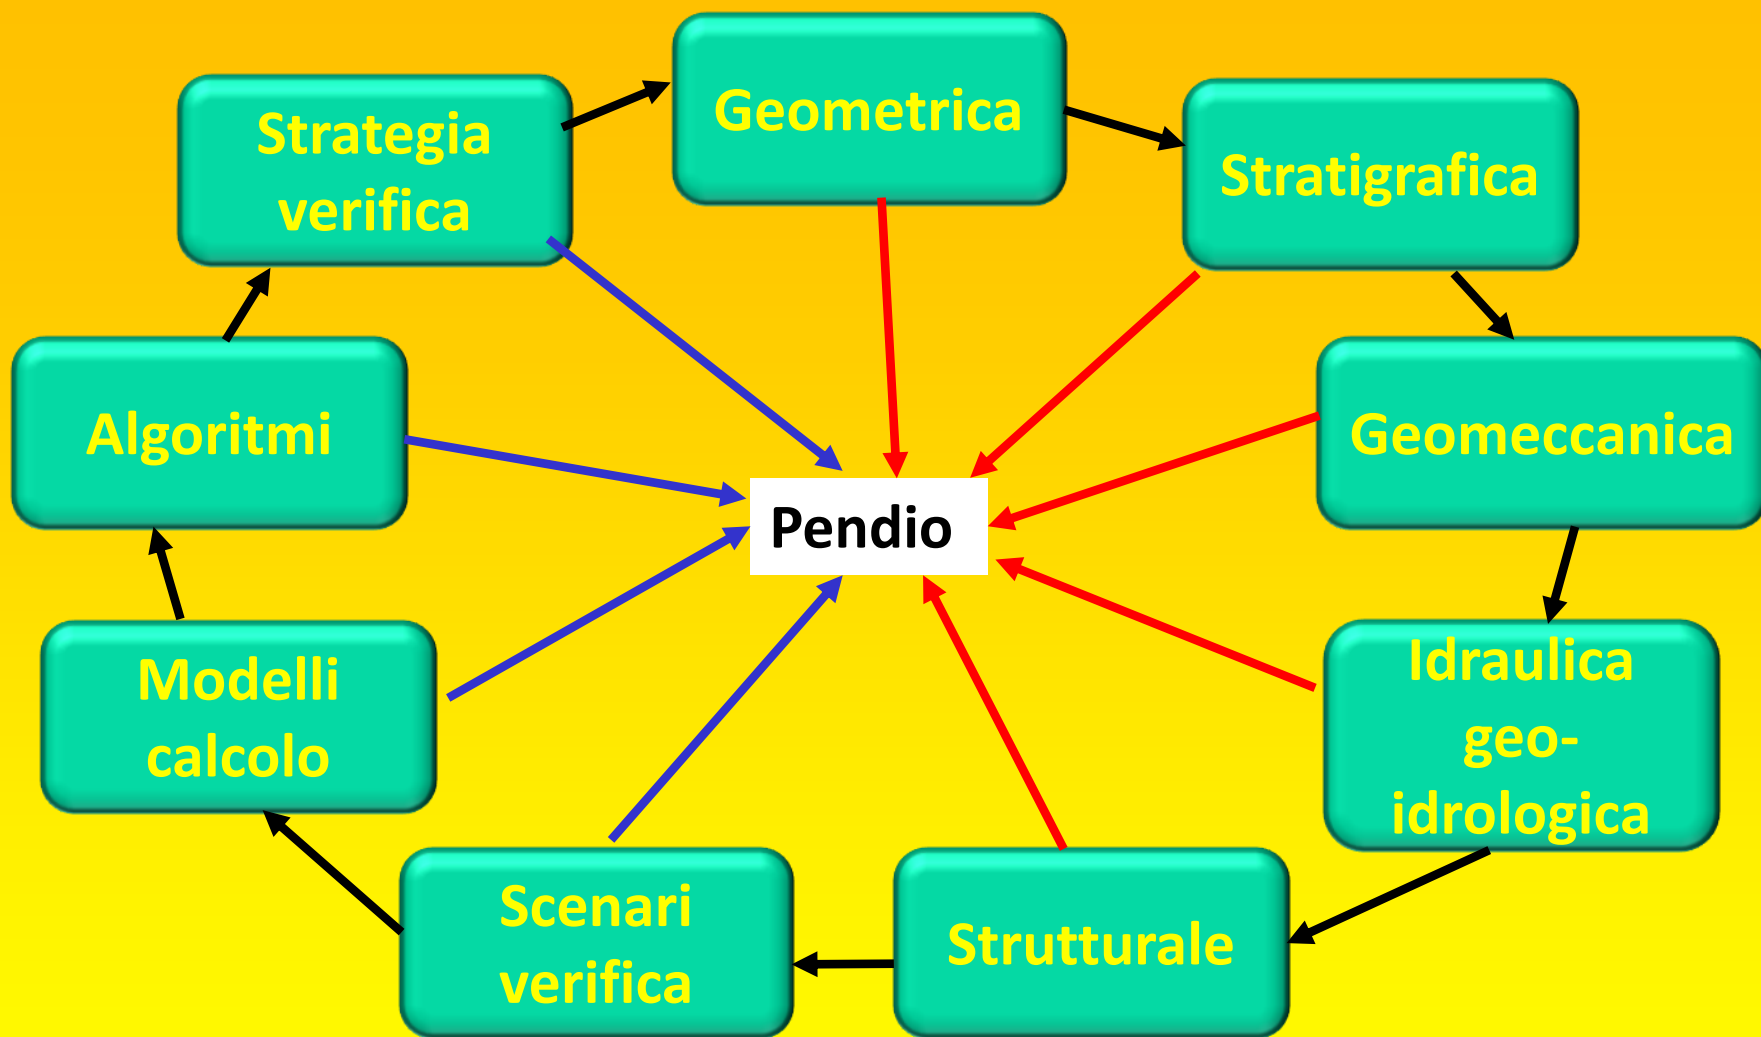 Geometrica
Strategia
verifica
Stratigrafica
Algoritmi
Geomeccanica
Pendio
Modelli
calcolo
Idraulica
geo-
idrologica
Scenari
verifica
Strutturale